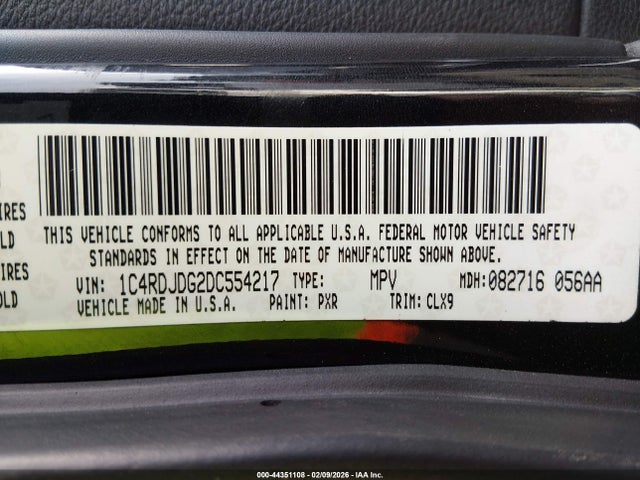 IRES
THIS VEHICLE CONFORMS TO ALL APPLICABLE U.S.A. FEDERAL MOTOR VEHICLE SAFETY
OLD
STANDARDS IN EFFECT ON THE DATE OF MANUFACTURE SHOWN ABOVE.
IRES
VIN: 1C4RDJDG2DC554217 TYPE: MPV MDH:082716 056AA
OLD
VEHICLE MADE IN U.S.A. PAINT: PXR TRIM: CLX9
000-44351108 - 02/09/2026 - IAA Inc.